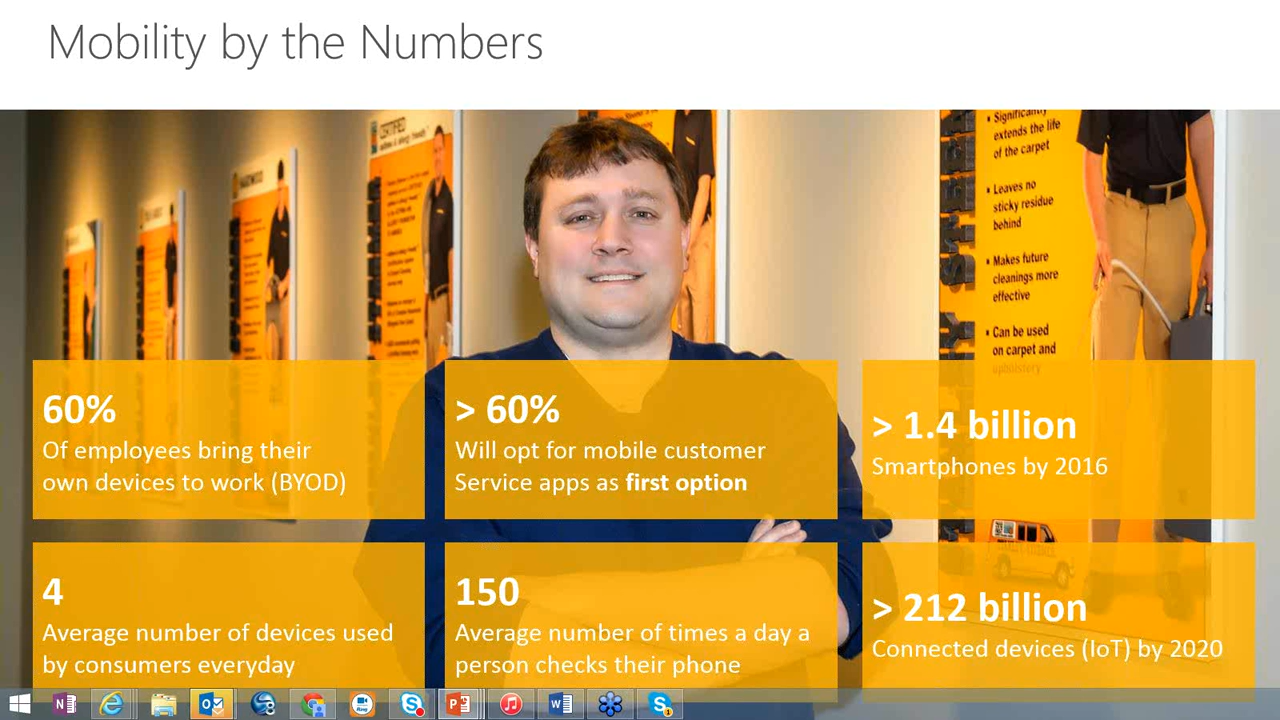 Mobility by the Numbers
CERTIFIED
• Significantly
extends the life
of the carpet
• Leaves no
sticky residue
behind
• Makes future
cleanings more
effective
• Can be used
on carpet and
upholstery
60%
Of employees bring their
own devices to work (BYOD)
> 60%
Will opt for mobile customer
Service apps as first option
> 1.4 billion
Smartphones by 2016
4
Average number of devices used
by consumers everyday
150
Average number of times a day a
person checks their phone
> 212 billion
Connected devices (IoT) by 2020